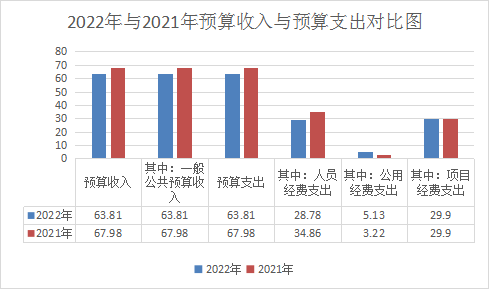 2022年与2021年预算收入与预算支出对比图
80
70
60
50
40
30
20
10
0
预算收入
其中：一般
公共预算收
入
预算支出
其中：人员
经费支出
其中：公用
经费支出
其中：项目
经费支出
2022年 63.81 63.81 63.81 28.78 5.13 29.9
2021年 67.98 67.98 67.98 34.86 3.22 29.9
2022年 2021年